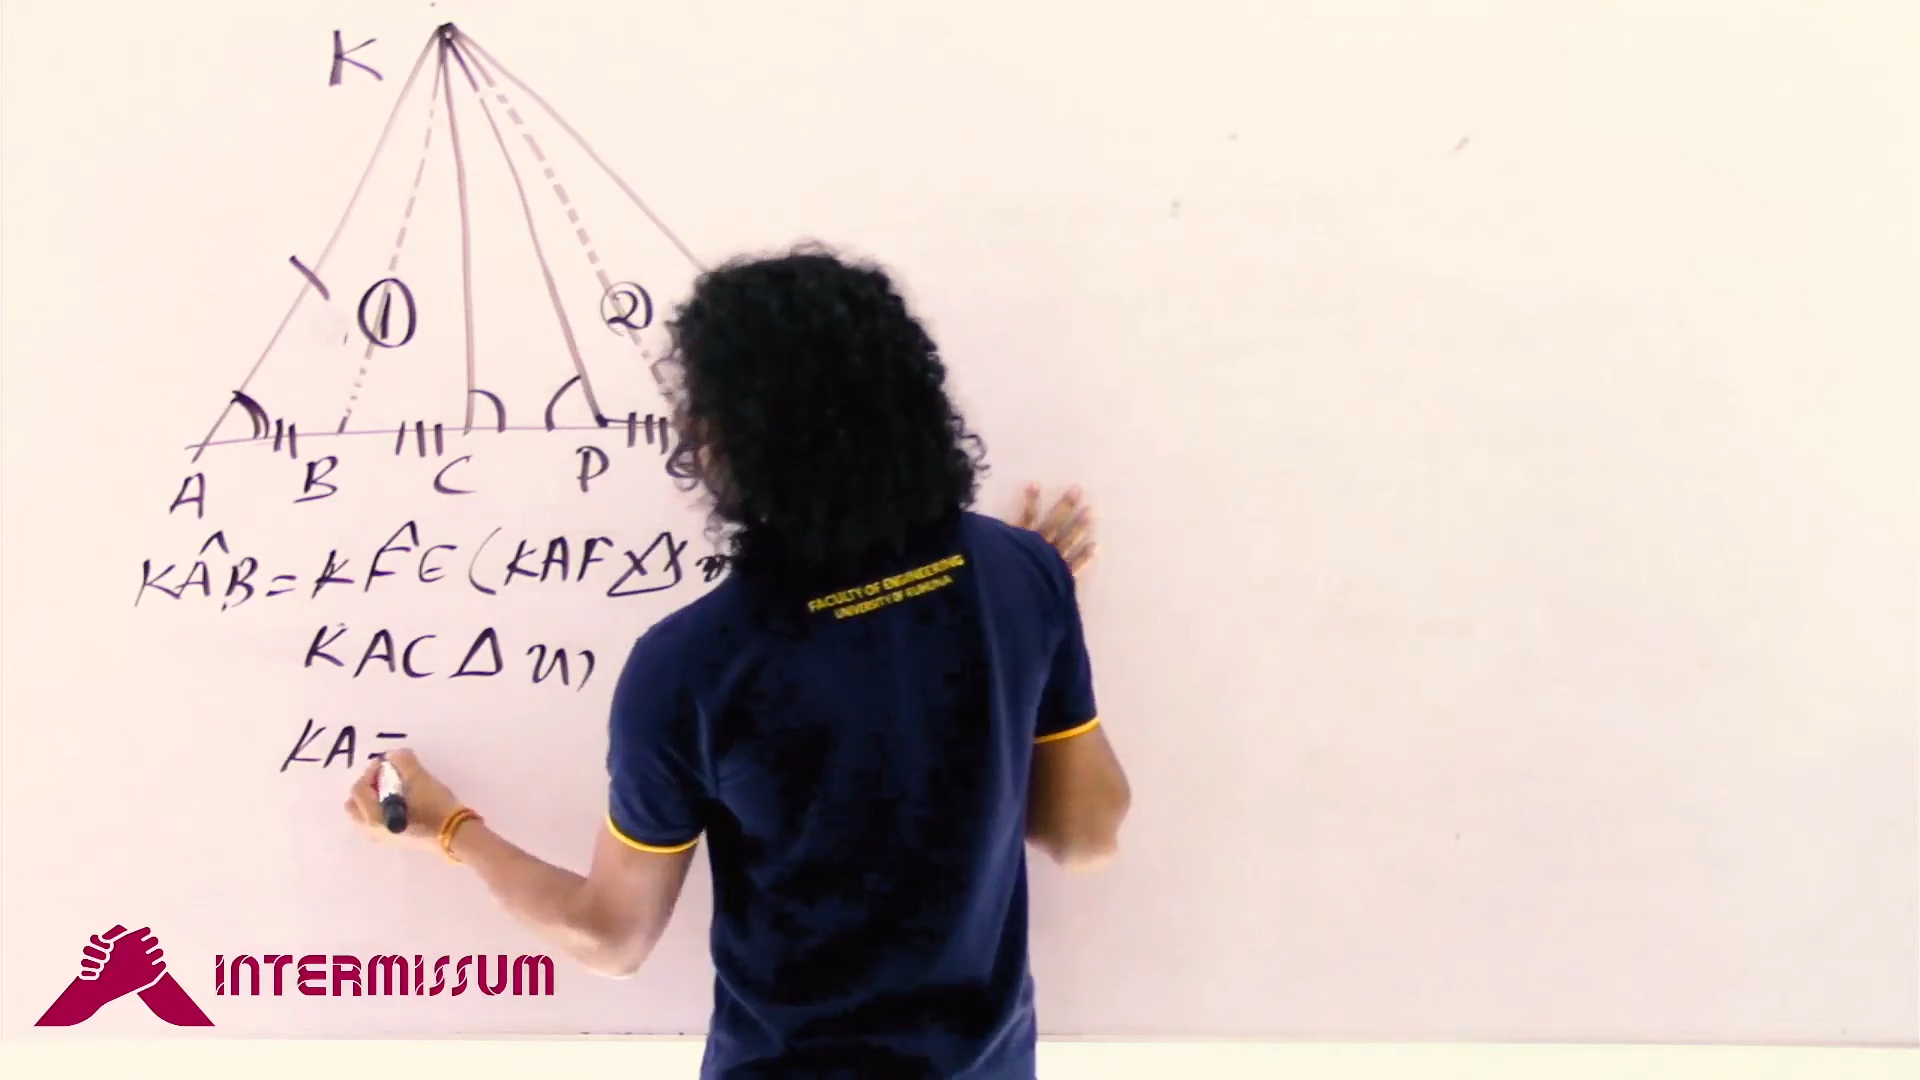 K
1
2
A B C P
KÂB = KF̂E (KAF
KAC Δ
KA =
FACULTY OF ENGINEERING
UNIVERSITY OF RUHUNA
INTERMISSUM